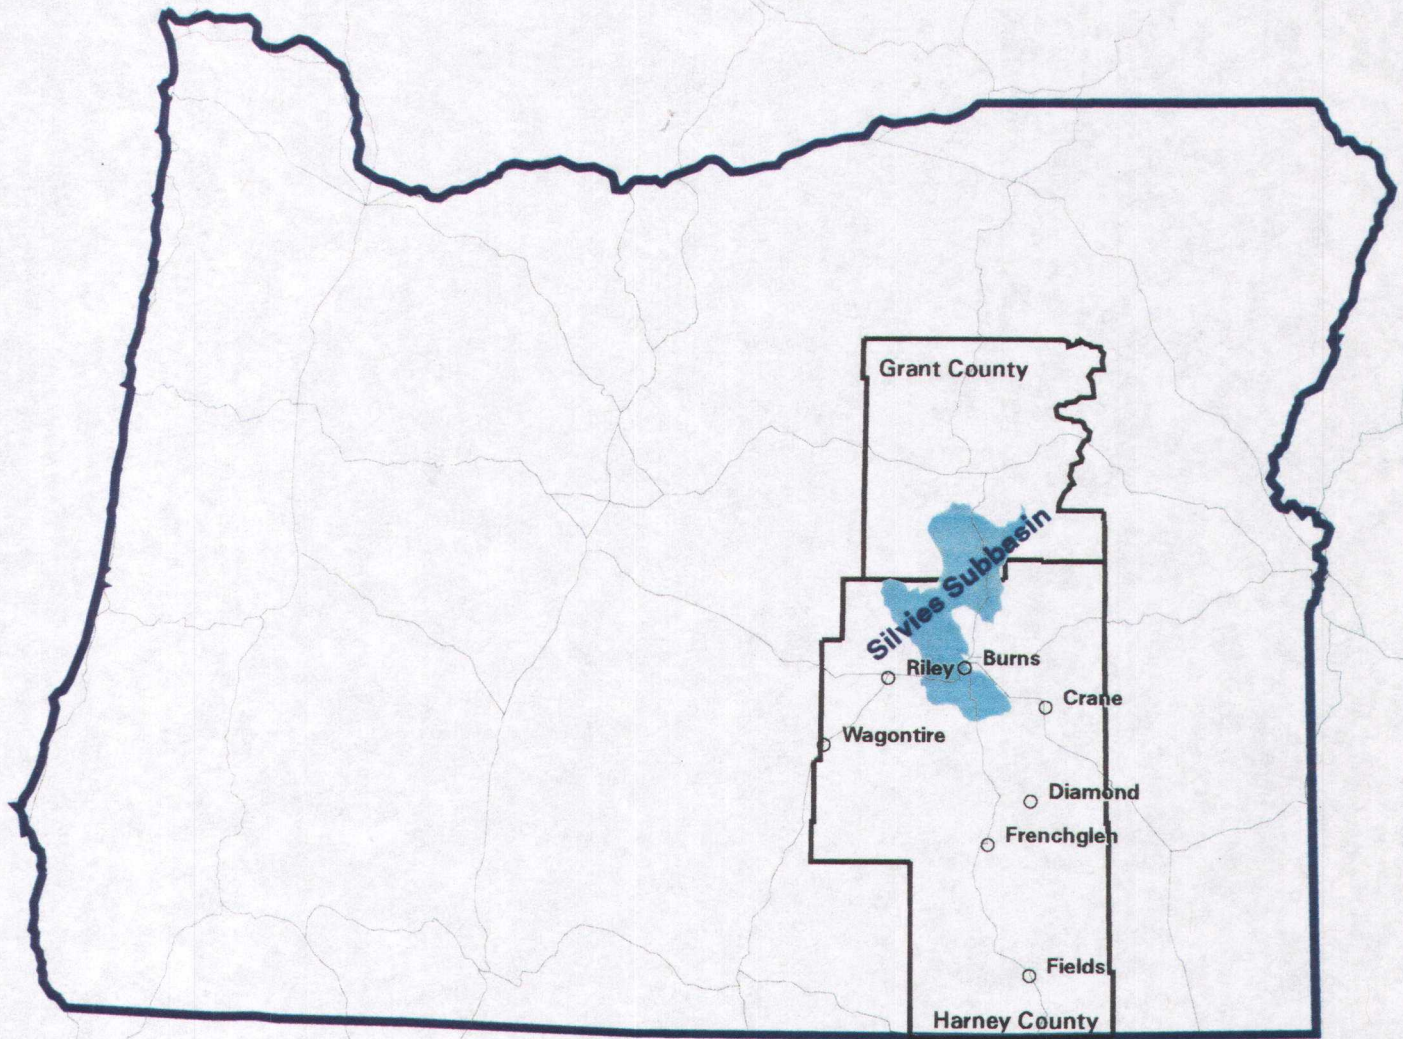 Grant County
Silvies Subbasin
Burns
Riley
Crane
Wagontire
Diamond
Frenchglen
Fields
Harney County